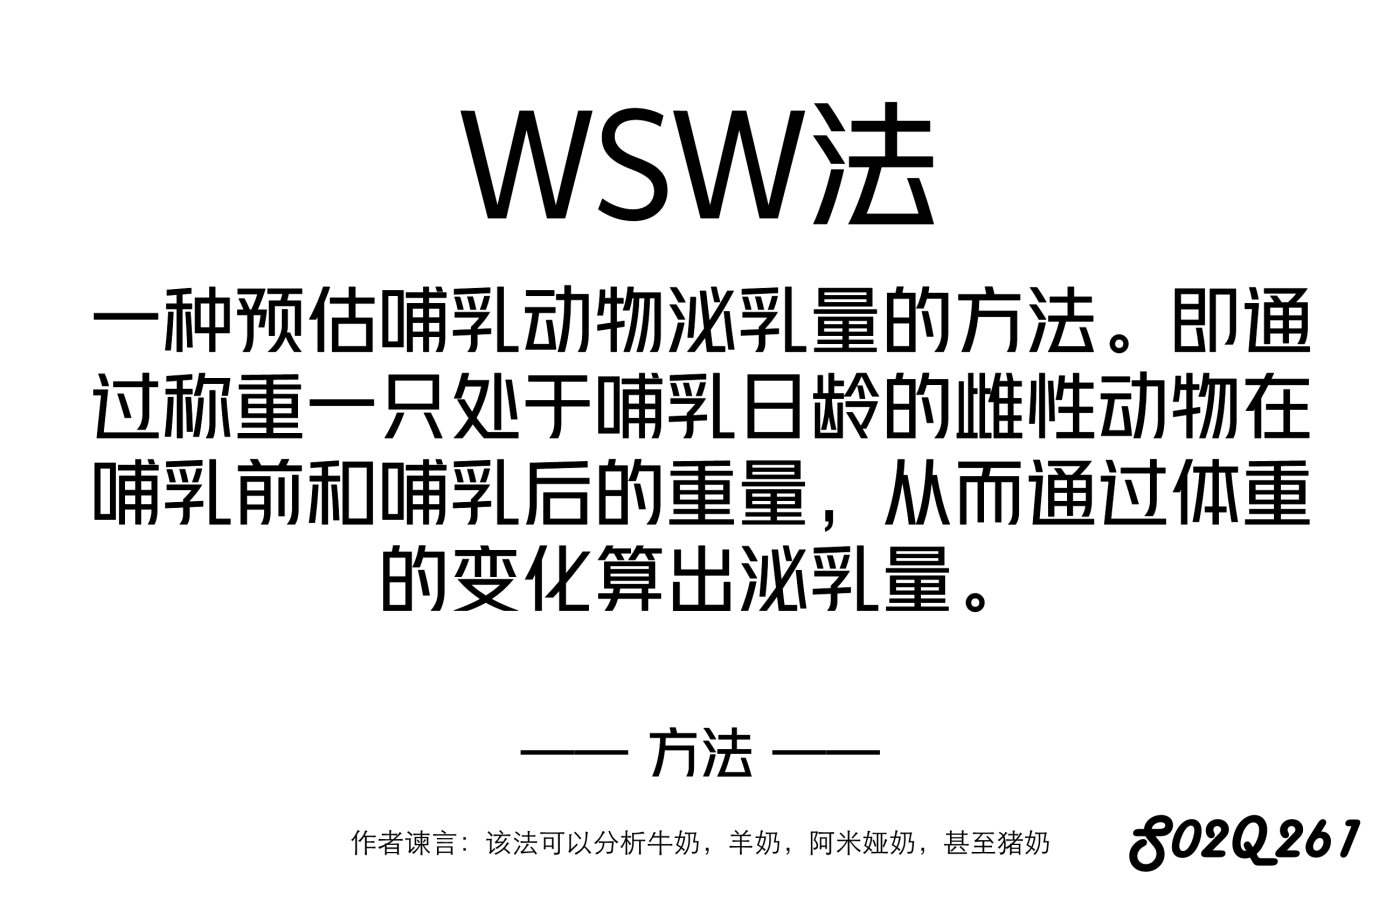 WSW法
一种预估哺乳动物泌乳量的方法。即通
过称重一只处于哺乳日龄的雌性动物在
哺乳前和哺乳后的重量，从而通过体重
的变化算出泌乳量。
—— 方法 ——
作者谏言：该法可以分析牛奶，羊奶，阿米娅奶，甚至猪奶
S02Q261